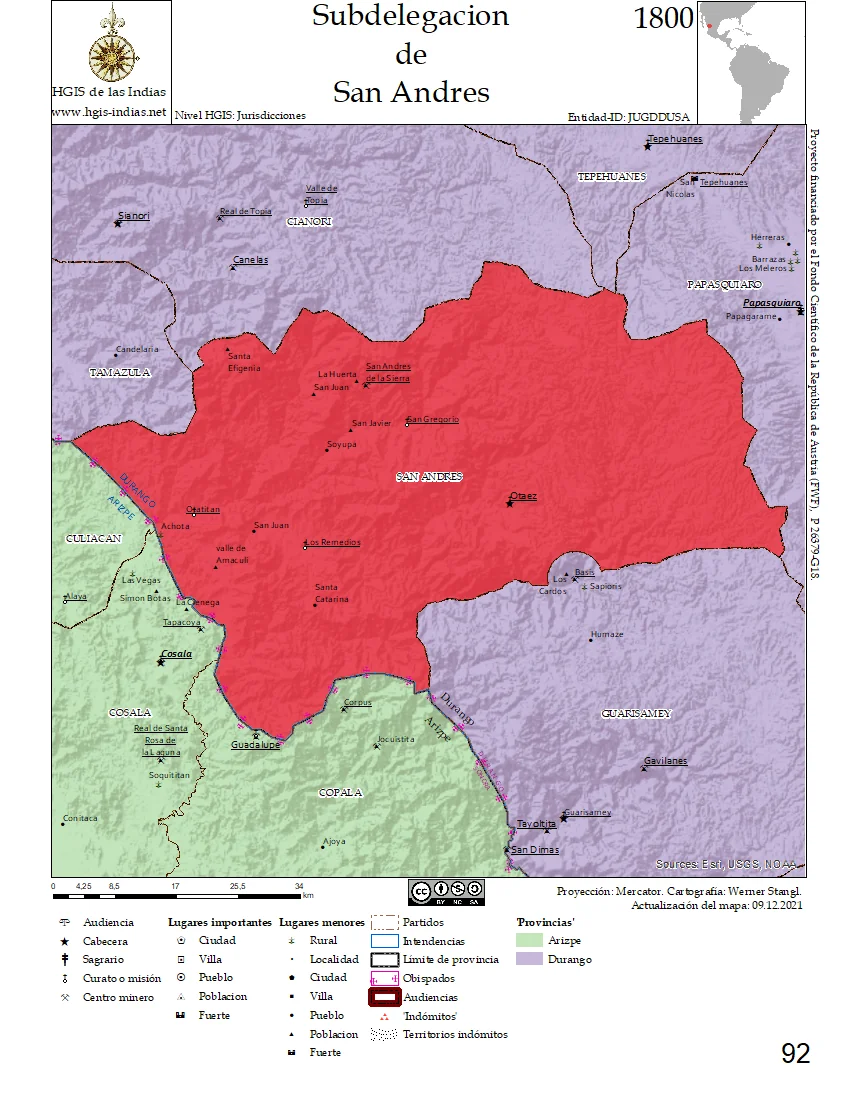 Subdelegacion
de
San Andres
1800
HGIS de las Indias
www.hgis-indias.net
Nivel HGIS: Jurisdicciones
Entidad-ID: JUGDDUSA
Proyecto financiado por el Fondo Científico de la República de Austria (FWF), P 26379-G18.
Tepehuanes
TEPEHUANES
San
Nicolas
Tepehuanes
Valle de
Topia
Sianori
Real de Topia
CIANORI
Canelas
Herreras
Barrazas
Los Meleros
PAPASQUIARO
Papasquiaro
Papagarame
Candelaria
TAMAZULA
Santa
Efigenia
La Huerta
San Juan
San Andres
de la Sierra
San Javier
San Gregorio
Soyupa
SAN ANDRES
Otaez
DURANGO
ARIZPE
Otatitan
Achota
San Juan
CULIACAN
valle de
Amaculi
Los Remedios
Las Vegas
Simon Botas
La Cienega
Alaya
Tapacoya
Santa
Catarina
Basis
Los
Cardos
Sapioris
Humaze
Cosala
COSALA
Real de Santa
Rosa de
la Laguna
Soquititan
Conitaca
Guadalupe
Corpus
Jocuistita
Durango
Arizpe
DURANGO
SONORA
COPALA
Ajoya
GUARISAMEY
Gavilanes
Guarisamey
Tayoltita
San Dimas
Sources: Esri, USGS, NOAA
0 4,25 8,5 17 25,5 34
km
BY NC SA
Proyección: Mercator. Cartografía: Werner Stangl.
Actualización del mapa: 09.12.2021
Audiencia
Cabecera
Sagrario
Curato o misión
Centro minero
Lugares importantes
Ciudad
Villa
Pueblo
Poblacion
Fuerte
Lugares menores
Rural
Localidad
Ciudad
Villa
Pueblo
Poblacion
Fuerte
Partidos
Intendencias
Límite de provincia
Obispados
Audiencias
'Indómitos'
Territorios indómitos
'Provincias'
Arizpe
Durango
92